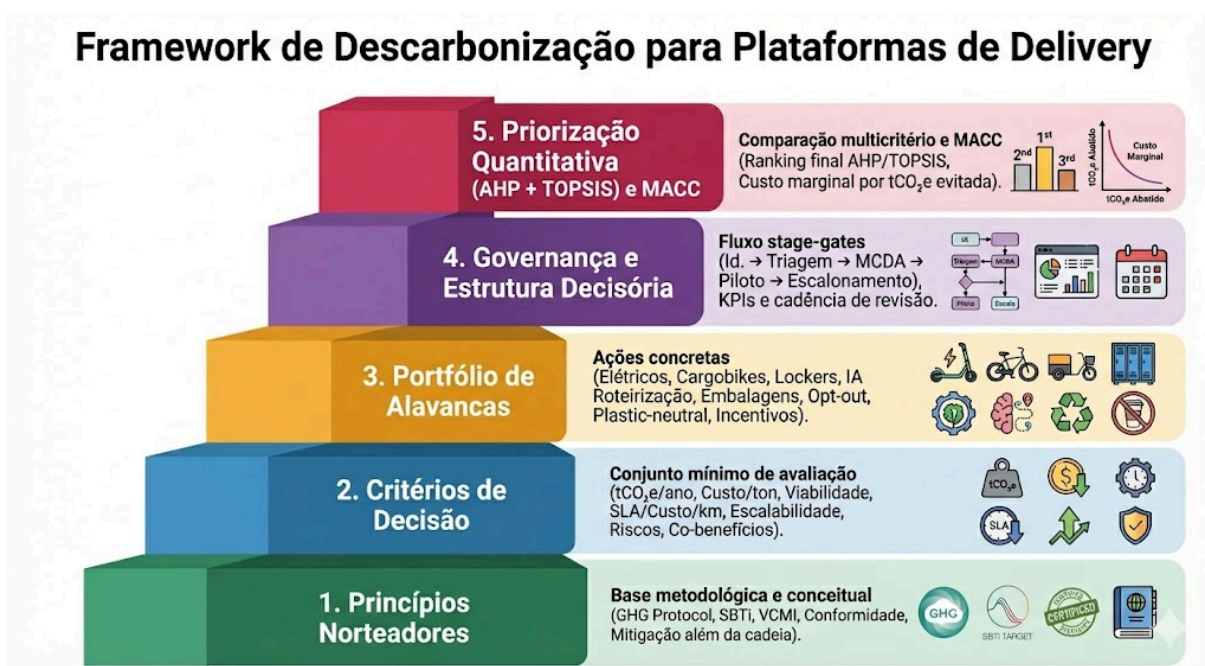 Framework de Descarbonização para Plataformas de Delivery
5. Priorização
Quantitativa
(AHP + TOPSIS) e MACC
Comparação multicritério e MACC
(Ranking final AHP/TOPSIS,
Custo marginal por tCO₂e evitada).
2nd
1st
3rd
tCO₂e Abatido
Custo
Marginal
tCO₂e Abatido
4. Governança e
Estrutura Decisória
Fluxo stage-gates
(Id. → Triagem → MCDA →
Piloto → Escalonamento),
KPIs e cadência de revisão.
Triagem
MCDA
Piloto
Escala
3. Portfólio de
Alavancas
Ações concretas
(Elétricos, Cargobikes, Lockers, IA
Roteirização, Embalagens, Opt-out,
Plastic-neutral, Incentivos).
2. Critérios de
Decisão
Conjunto mínimo de avaliação
(tCO₂e/ano, Custo/ton, Viabilidade,
SLA/Custo/km, Escalabilidade,
Riscos, Co-benefícios).
tCO₂e
$
SLA
1. Princípios
Norteadores
Base metodológica e conceitual
(GHG Protocol, SBTi, VCMI, Conformidade,
Mitigação além da cadeia).
GHG
SBTI TARGET